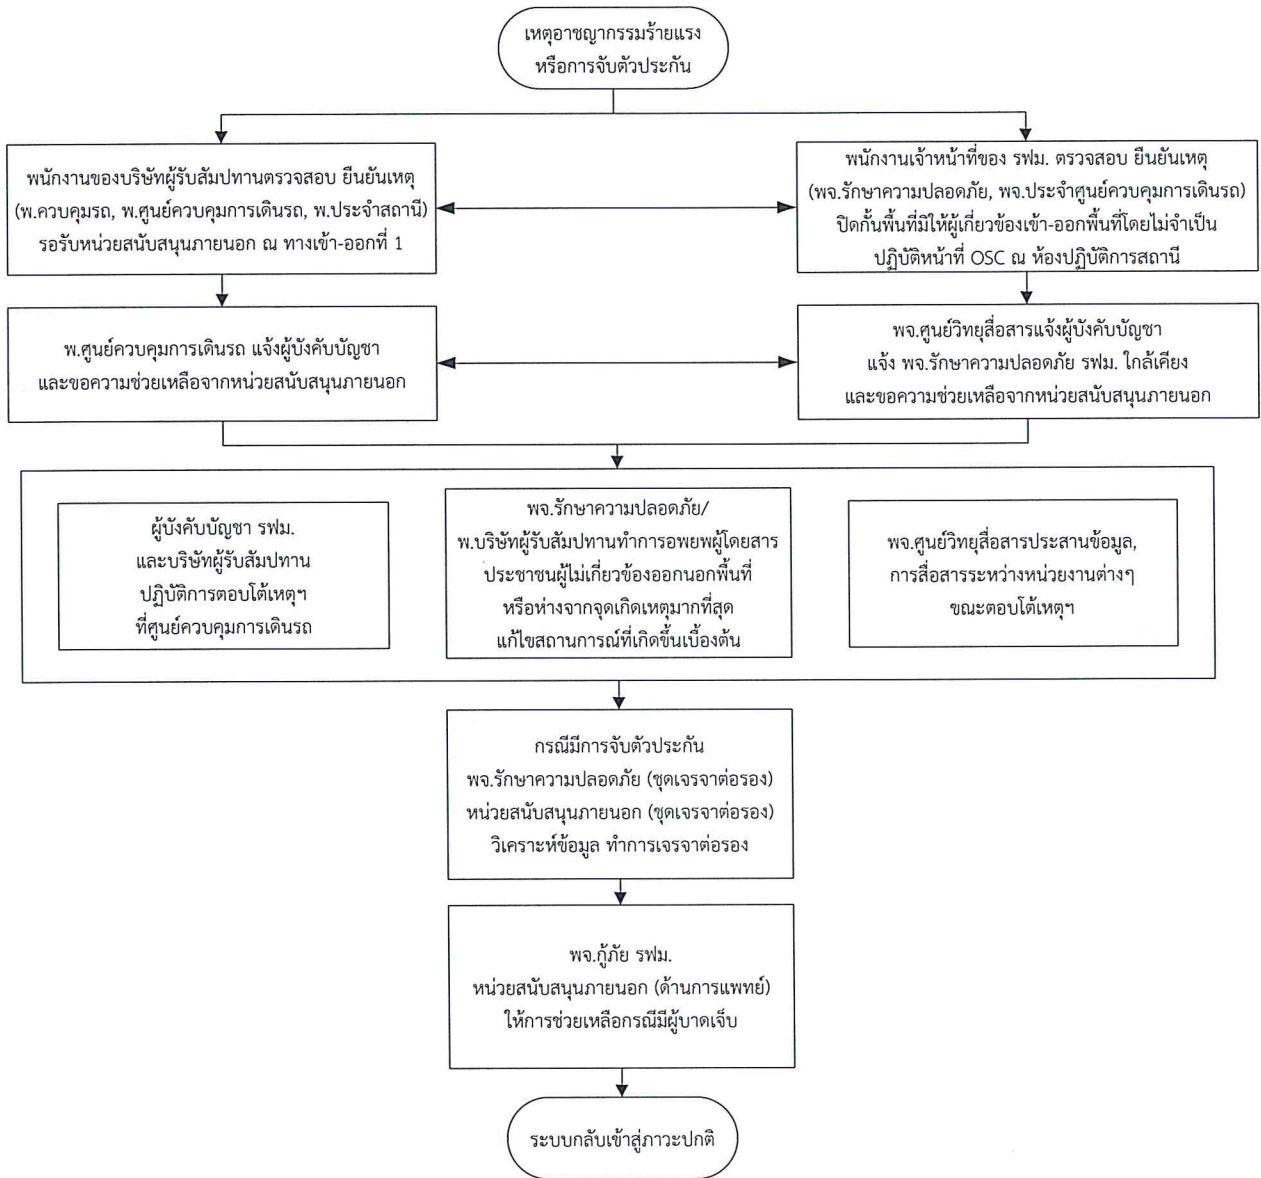 เหตุอาชญากรรมร้ายแรง
หรือการจับตัวประกัน
พนักงานของบริษัทผู้รับสัมปทานตรวจสอบ ยืนยันเหตุ
(พ.ควบคุมรถ, พ.ศูนย์ควบคุมการเดินรถ, พ.ประจำสถานี)
รอรับหน่วยสนับสนุนภายนอก ณ ทางเข้า-ออกที่ 1
พนักงานเจ้าหน้าที่ของ รฟม. ตรวจสอบ ยืนยันเหตุ
(พจ.รักษาความปลอดภัย, พจ.ประจำศูนย์ควบคุมการเดินรถ)
ปิดกั้นพื้นที่มิให้ผู้เกี่ยวข้องเข้า-ออกพื้นที่โดยไม่จำเป็น
ปฏิบัติหน้าที่ OSC ณ ห้องปฏิบัติการสถานี
พ.ศูนย์ควบคุมการเดินรถ แจ้งผู้บังคับบัญชา
และขอความช่วยเหลือจากหน่วยสนับสนุนภายนอก
พจ.ศูนย์วิทยุสื่อสารแจ้งผู้บังคับบัญชา
แจ้ง พจ.รักษาความปลอดภัย รฟม. ใกล้เคียง
และขอความช่วยเหลือจากหน่วยสนับสนุนภายนอก
ผู้บังคับบัญชา รฟม.
และบริษัทผู้รับสัมปทาน
ปฏิบัติการตอบโต้เหตุฯ
ที่ศูนย์ควบคุมการเดินรถ
พจ.รักษาความปลอดภัย/
พ.บริษัทผู้รับสัมปทานทำการอพยพผู้โดยสาร
ประชาชนผู้ไม่เกี่ยวข้องออกนอกพื้นที่
หรือห่างจากจุดเกิดเหตุมากที่สุด
แก้ไขสถานการณ์ที่เกิดขึ้นเบื้องต้น
พจ.ศูนย์วิทยุสื่อสารประสานข้อมูล,
การสื่อสารระหว่างหน่วยงานต่างๆ
ขณะตอบโต้เหตุฯ
กรณีมีการจับตัวประกัน
พจ.รักษาความปลอดภัย (ชุดเจรจาต่อรอง)
หน่วยสนับสนุนภายนอก (ชุดเจรจาต่อรอง)
วิเคราะห์ข้อมูล ทำการเจรจาต่อรอง
พจ.กู้ภัย รฟม.
หน่วยสนับสนุนภายนอก (ด้านการแพทย์)
ให้การช่วยเหลือกรณีมีผู้บาดเจ็บ
ระบบกลับเข้าสู่ภาวะปกติ